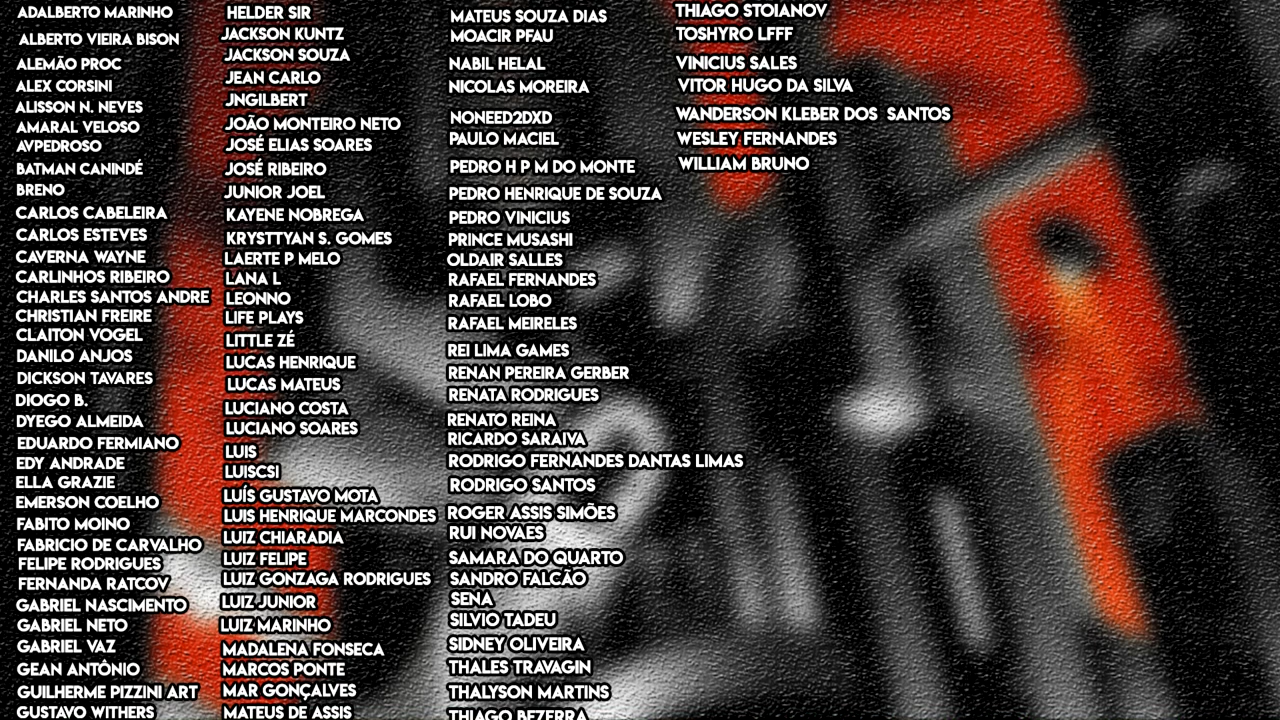 ADALBERTO MARINHO
ALBERTO VIEIRA BISON
ALEMÃO PROC
ALEX CORSINI
ALISSON N. NEVES
AMARAL VELOSO
AVPEDROSO
BATMAN CANINDÉ
BRENO
CARLOS CABELEIRA
CARLOS ESTEVES
CAVERNA WAYNE
CARLINHOS RIBEIRO
CHARLES SANTOS ANDRE
CHRISTIAN FREIRE
CLAITON VOGEL
DANILO ANJOS
DICKSON TAVARES
DIOGO B.
DYEGO ALMEIDA
EDUARDO FERMIANO
EDY ANDRADE
ELLA GRAZIE
EMERSON COELHO
FABITO MOINO
FABRICIO DE CARVALHO
FELIPE RODRIGUES
FERNANDA RATCOV
GABRIEL NASCIMENTO
GABRIEL NETO
GABRIEL VAZ
GEAN ANTÔNIO
GUILHERME PIZZINI ART
GUSTAVO WITHERS
HELDER SIR
JACKSON KUNTZ
JACKSON SOUZA
JEAN CARLO
JNGILBERT
JOÃO MONTEIRO NETO
JOSÉ ELIAS SOARES
JOSÉ RIBEIRO
JUNIOR JOEL
KAYENE NOBREGA
KRYSTTYAN S. GOMES
LAERTE P MELO
LANA L
LEONNO
LIFE PLAYS
LITTLE ZÉ
LUCAS HENRIQUE
LUCAS MATEUS
LUCIANO COSTA
LUCIANO SOARES
LUIS
LUISCSI
LUÍS GUSTAVO MOTA
LUIS HENRIQUE MARCONDES
LUIZ CHIARADIA
LUIZ FELIPE
LUIZ GONZAGA RODRIGUES
LUIZ JUNIOR
LUIZ MARINHO
MADALENA FONSECA
MARCOS PONTE
MAR GONÇALVES
MATEUS DE ASSIS
MATEUS SOUZA DIAS
MOACIR PFAU
NABIL HELAL
NICOLAS MOREIRA
NONEED2DXD
PAULO MACIEL
PEDRO H P M DO MONTE
PEDRO HENRIQUE DE SOUZA
PEDRO VINICIUS
PRINCE MUSASHI
OLDAIR SALLES
RAFAEL FERNANDES
RAFAEL LOBO
RAFAEL MEIRELES
REI LIMA GAMES
RENAN PEREIRA GERBER
RENATA RODRIGUES
RENATO REINA
RICARDO SARAIVA
RODRIGO FERNANDES DANTAS LIMAS
RODRIGO SANTOS
ROGER ASSIS SIMÕES
RUI NOVAES
SAMARA DO QUARTO
SANDRO FALCÃO
SENA
SILVIO TADEU
SIDNEY OLIVEIRA
THALES TRAVAGIN
THALYSON MARTINS
THIAGO BEZERRA
THIAGO STOIANOV
TOSHYRO LFFF
VINICIUS SALES
VITOR HUGO DA SILVA
WANDERSON KLEBER DOS SANTOS
WESLEY FERNANDES
WILLIAM BRUNO